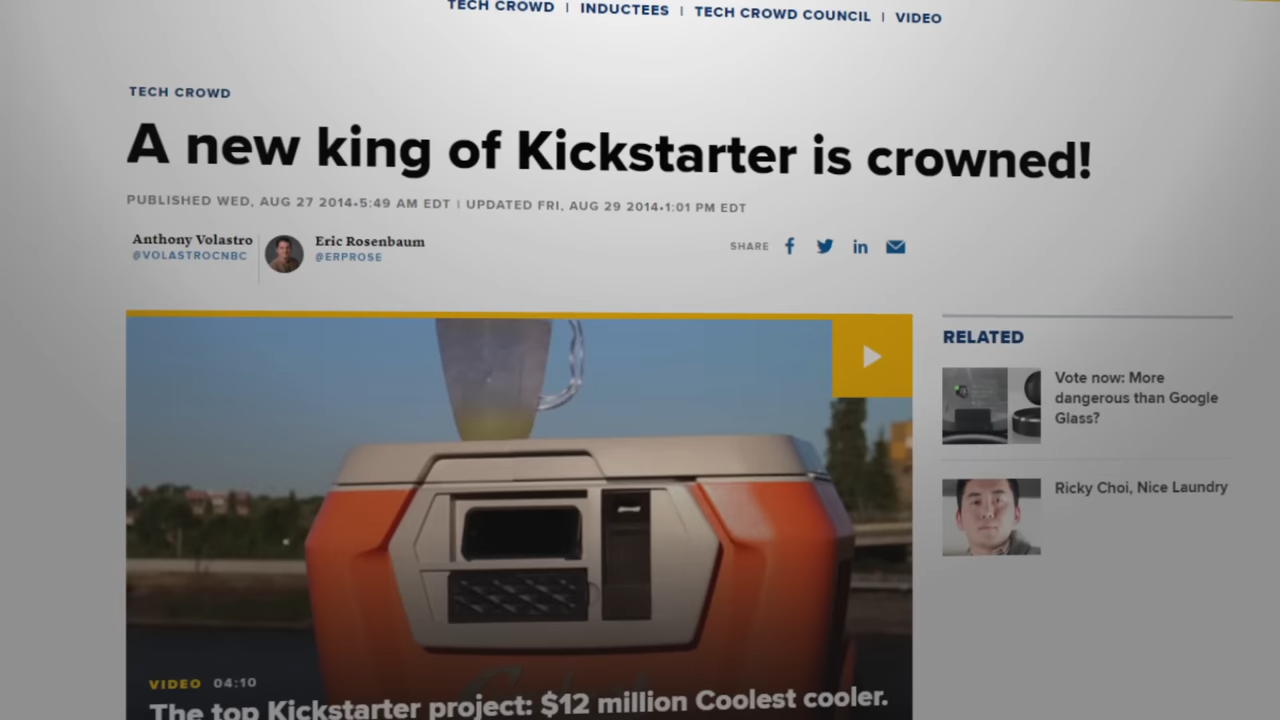 TECH CROWD | INDUCTEES | TECH CROWD COUNCIL | VIDEO
TECH CROWD
A new king of Kickstarter is crowned!
PUBLISHED WED, AUG 27 2014•5:49 AM EDT | UPDATED FRI, AUG 29 2014•1:01 PM EDT
Anthony Volastro
@VOLASTROCNBC
Eric Rosenbaum
@ERPROSE
SHARE
RELATED
Vote now: More
dangerous than Google
Glass?
Ricky Choi, Nice Laundry
VIDEO 04:10
The top Kickstarter project: $12 million Coolest cooler.